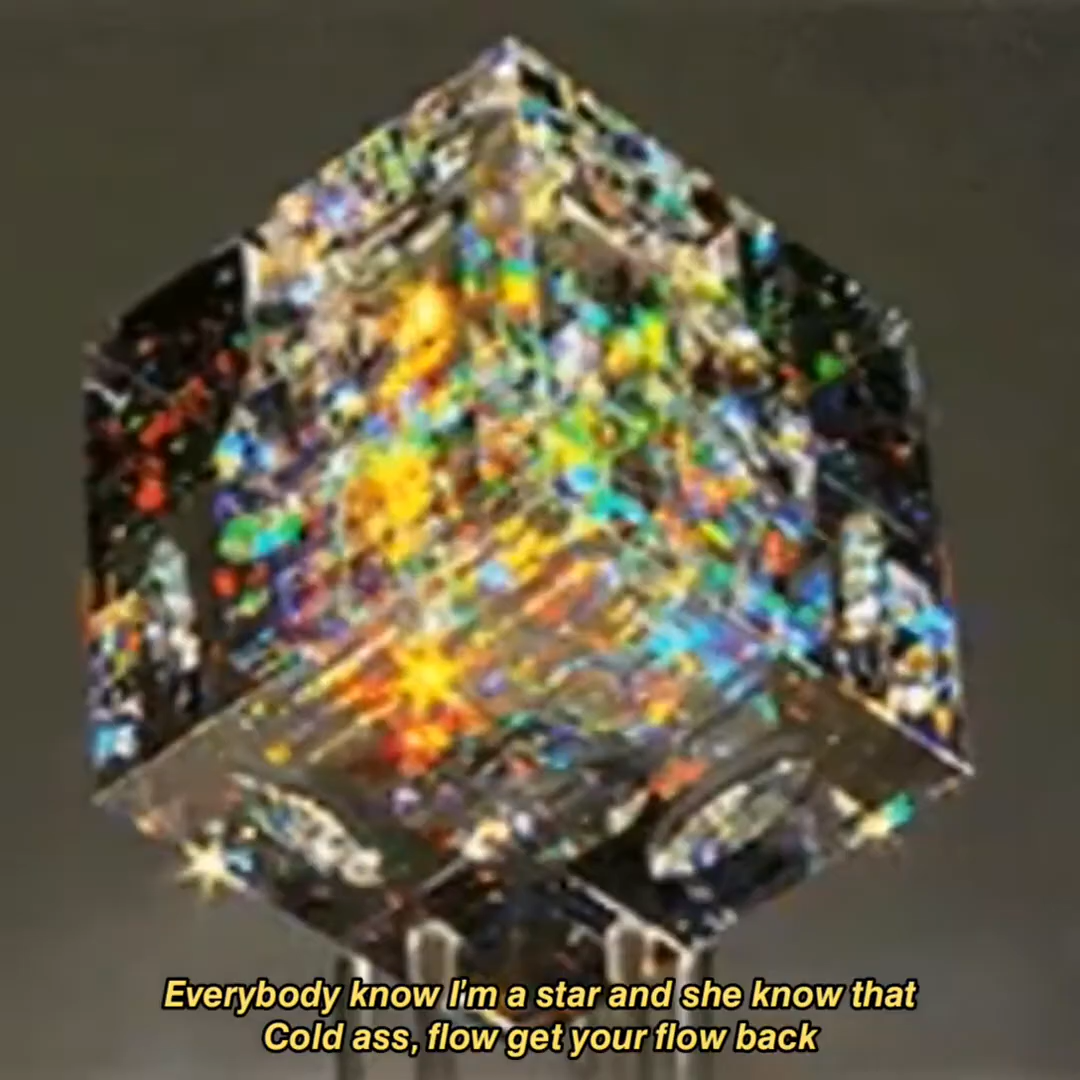 Everybody know I'm a star and she know that
Cold ass, flow get your flow back